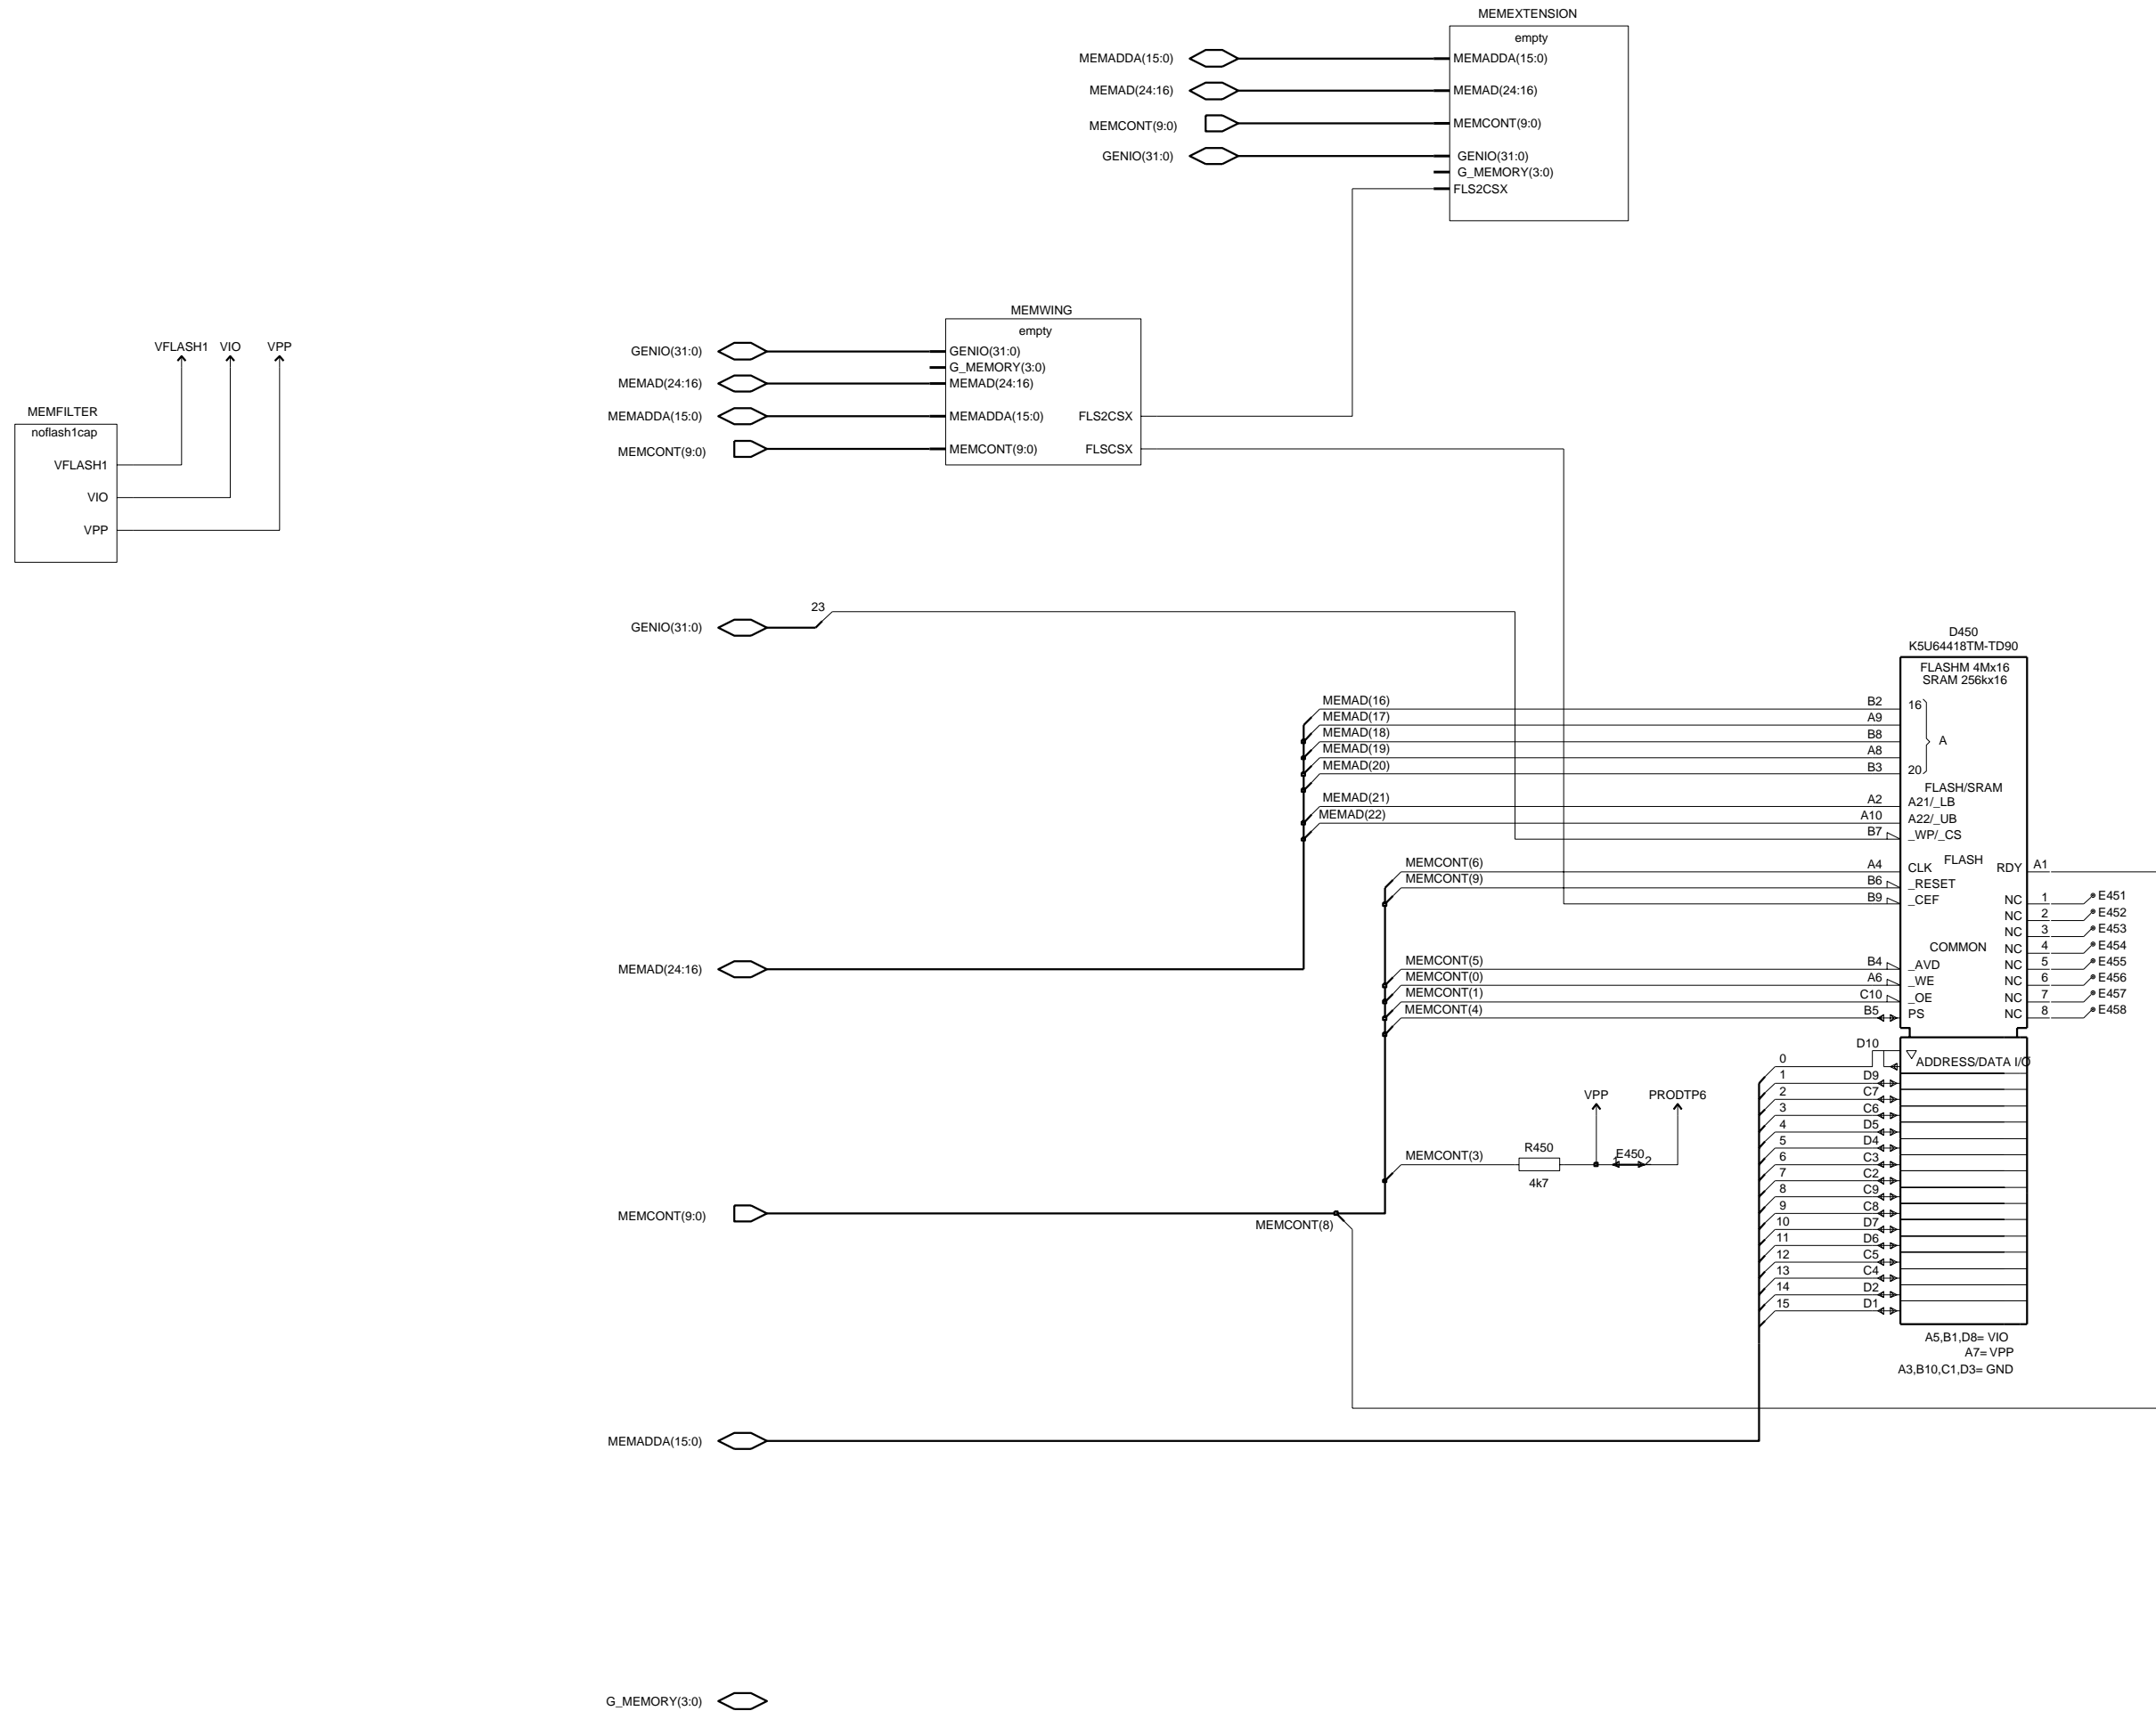 MEMEXTENSION
empty
MEMADDA(15:0) MEMADDA(15:0)
MEMAD(24:16) MEMAD(24:16)
MEMCONT(9:0) MEMCONT(9:0)
GENIO(31:0) GENIO(31:0)
G_MEMORY(3:0)
FLS2CSX
MEMWING
empty
GENIO(31:0) GENIO(31:0)
G_MEMORY(3:0)
MEMAD(24:16) MEMAD(24:16)
MEMADDA(15:0) MEMADDA(15:0) FLS2CSX
MEMCONT(9:0) MEMCONT(9:0) FLSCSX
VFLASH1 VIO VPP
MEMFILTER
noflash1cap
VFLASH1
VIO
VPP
23
GENIO(31:0)
D450
K5U64418TM-TD90
FLASHM 4Mx16
SRAM 256kx16
MEMAD(16) B2 16
MEMAD(17) A9
MEMAD(18) B8 A
MEMAD(19) A8
MEMAD(20) B3 20
FLASH/SRAM
MEMAD(21) A2 A21/_LB
MEMAD(22) A10 A22/_UB
B7 _WP/_CS
FLASH
MEMCONT(6) A4 CLK RDY A1
MEMCONT(9) B6 _RESET
B9 _CEF NC 1 E451
NC 2 E452
NC 3 E453
COMMON NC 4 E454
MEMAD(24:16)
MEMCONT(5) B4 _AVD NC 5 E455
MEMCONT(0) A6 _WE NC 6 E456
MEMCONT(1) C10 _OE NC 7 E457
MEMCONT(4) B5 PS NC 8 E458
D10
0 ADDRESS/DATA I/O
1 D9
2 C7
3 C6
4 D5
5 D4
6 C3
7 C2
8 C9
9 C8
10 D7
11 D6
12 C5
13 C4
14 D2
15 D1
VPP PRODTP6
MEMCONT(3) R450 1 E450 2
4k7
MEMCONT(9:0)
MEMCONT(8)
A5,B1,D8= VIO
A7= VPP
A3,B10,C1,D3= GND
MEMADDA(15:0)
G_MEMORY(3:0)